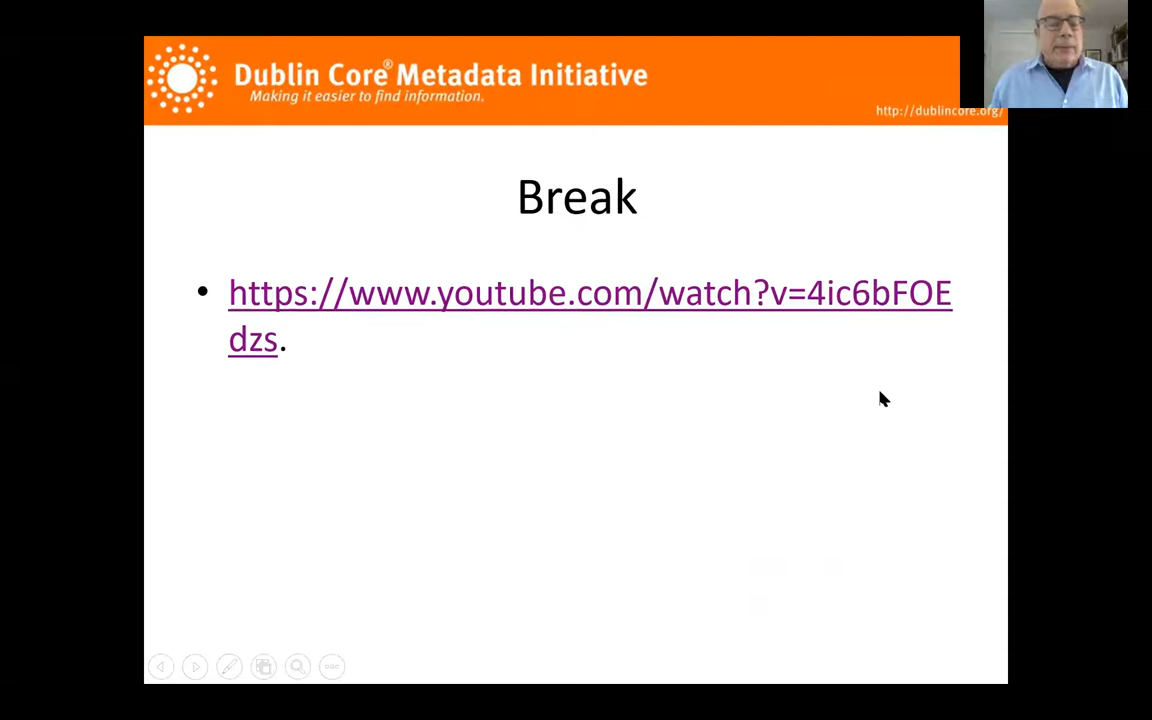 Dublin Core® Metadata Initiative
Making it easier to find information.
http://dublincore.org/
Break
• https://www.youtube.com/watch?v=4ic6bFOE
dzs.